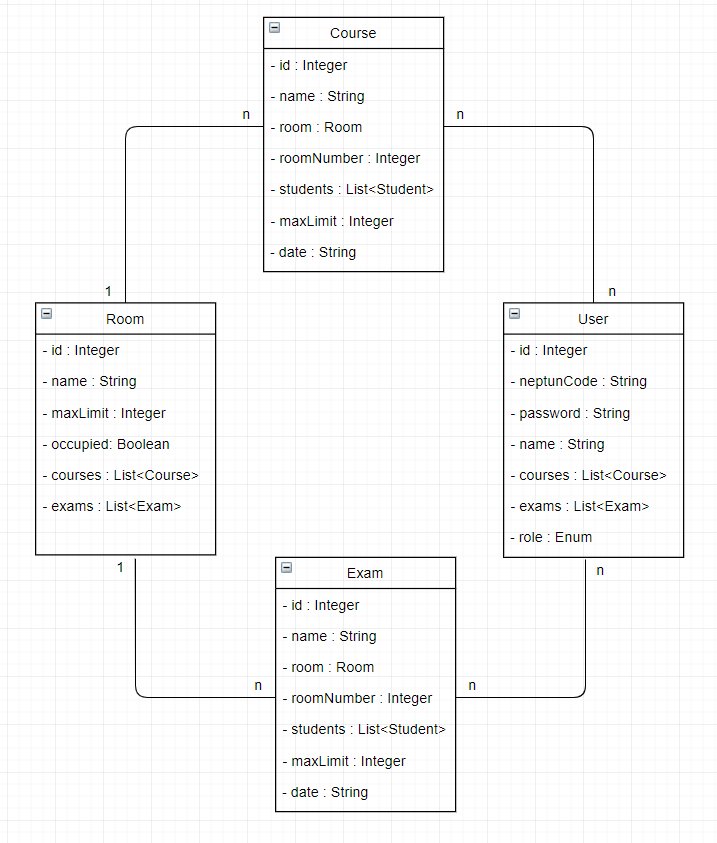 Course
- id : Integer
- name : String
- room : Room
- roomNumber : Integer
- students : List<Student>
- maxLimit : Integer
- date : String
n
n
1
n
Room
- id : Integer
- name : String
- maxLimit : Integer
- occupied: Boolean
- courses : List<Course>
- exams : List<Exam>
User
- id : Integer
- neptunCode : String
- password : String
- name : String
- courses : List<Course>
- exams : List<Exam>
- role : Enum
1
n
Exam
- id : Integer
- name : String
- room : Room
- roomNumber : Integer
- students : List<Student>
- maxLimit : Integer
- date : String
n
n